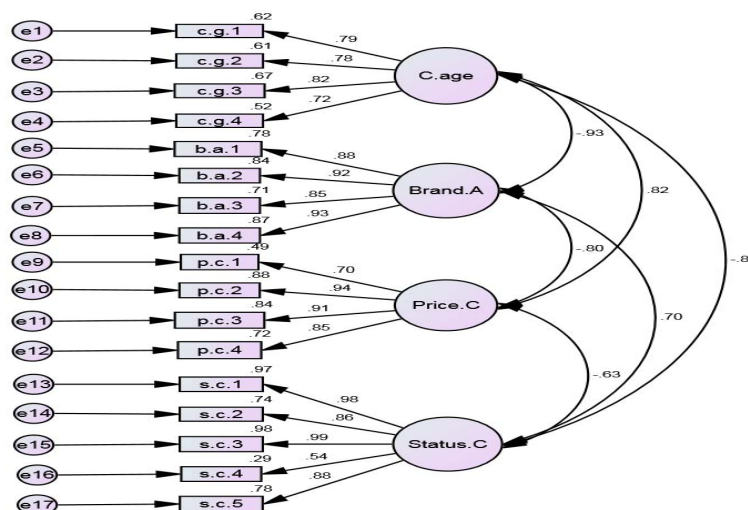 .62
e1 c.g.1 .79
.61
e2 c.g.2 .78
.67
e3 c.g.3 .82 C.age
.52
e4 c.g.4 .72
.78
e5 b.a.1 .88 -.93
.84
e6 b.a.2 .92
.71
e7 b.a.3 .85 Brand.A .82
.87
e8 b.a.4 .93
.49
e9 p.c.1 .70 -.80 -.8
.88
e10 p.c.2 .94
.84
e11 p.c.3 .91 Price.C .70
.72
e12 p.c.4 .85
.97
e13 s.c.1 .98 -.63
.74
e14 s.c.2 .86
.98
e15 s.c.3 .99 Status.C
.29
e16 s.c.4 .54
.78
e17 s.c.5 .88